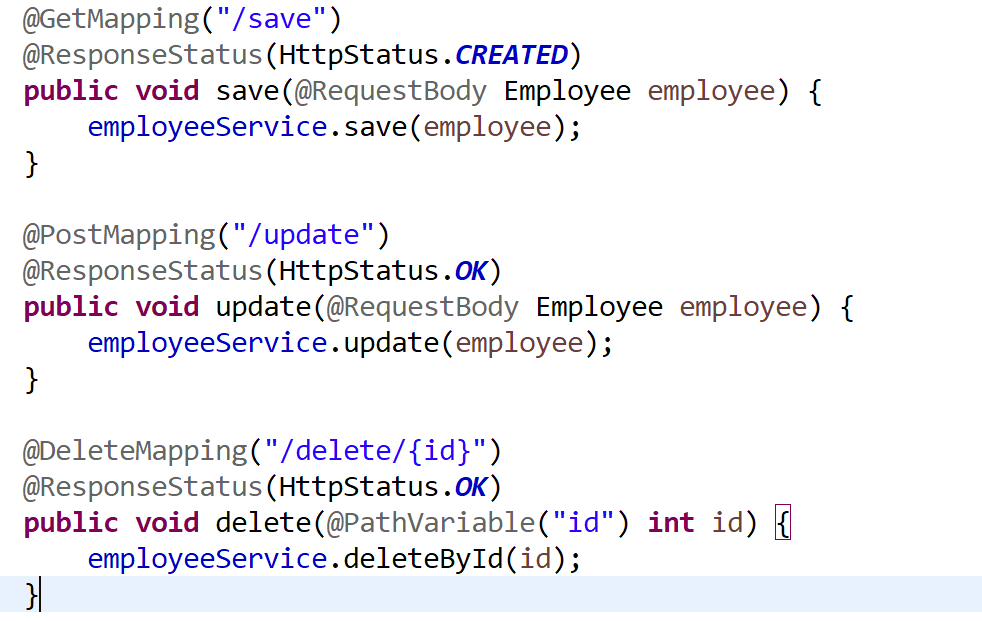 @GetMapping("/save")
@ResponseStatus(HttpStatus.CREATED)
public void save(@RequestBody Employee employee) {
    employeeService.save(employee);
}

@PostMapping("/update")
@ResponseStatus(HttpStatus.OK)
public void update(@RequestBody Employee employee) {
    employeeService.update(employee);
}

@DeleteMapping("/delete/{id}")
@ResponseStatus(HttpStatus.OK)
public void delete(@PathVariable("id") int id) {
    employeeService.deleteById(id);
}